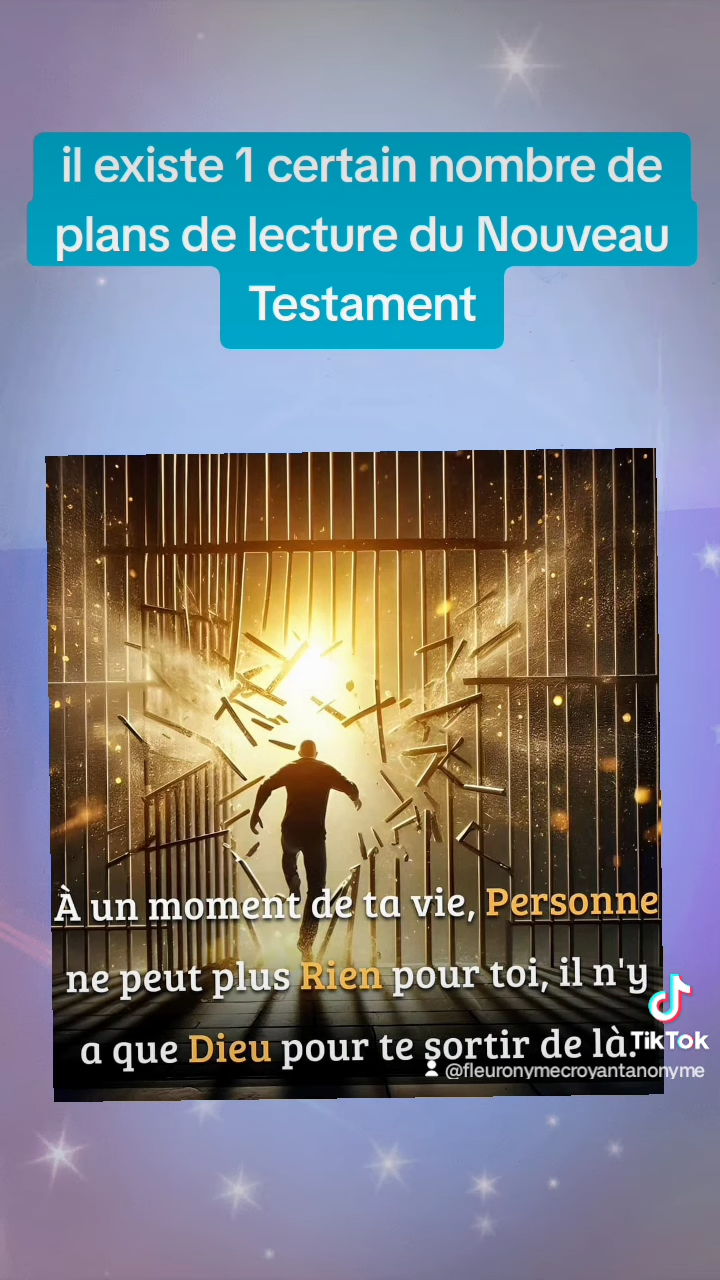 il existe 1 certain nombre de
plans de lecture du Nouveau
Testament
À un moment de ta vie, Personne
ne peut plus Rien pour toi, il n'y
a que Dieu pour te sortir de là.
TikTok
@fleuronymecroyantanonyme